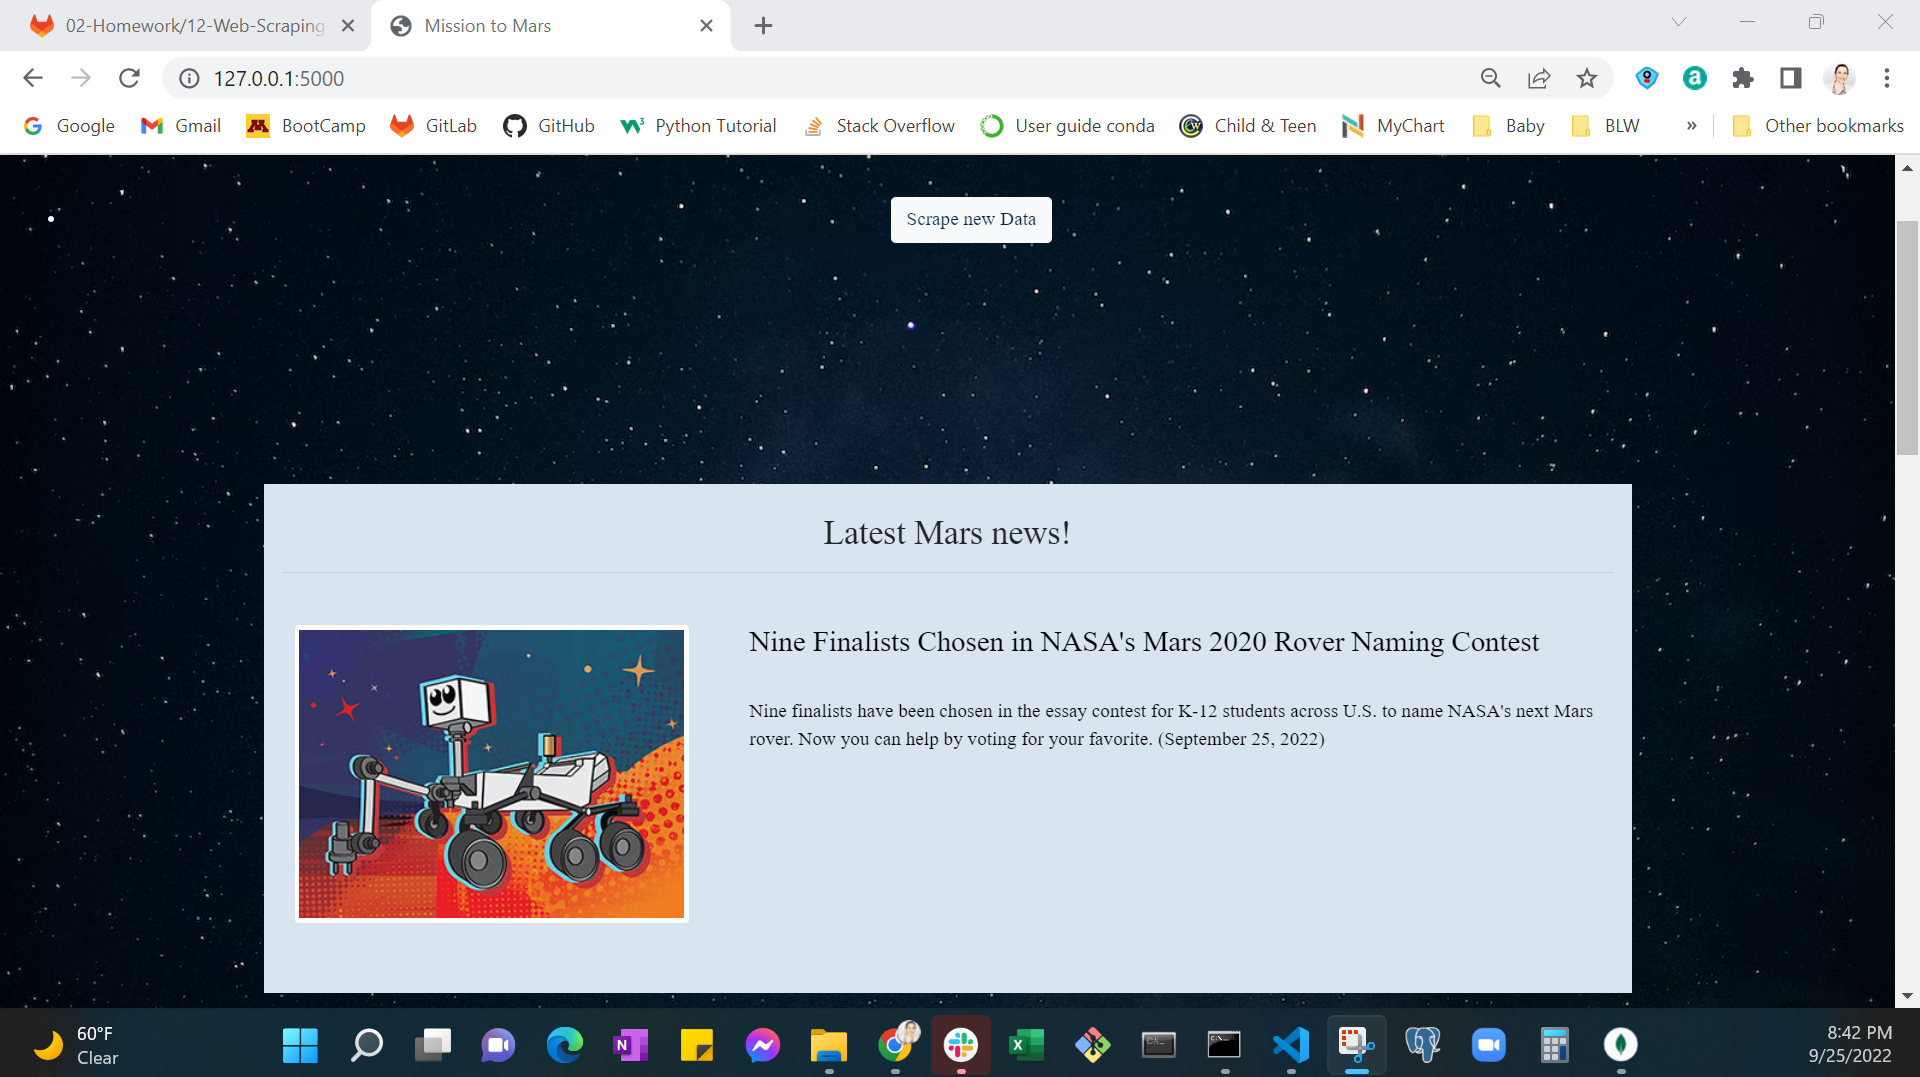 02-Homework/12-Web-Scraping
Mission to Mars
127.0.0.1:5000
Google
Gmail
BootCamp
GitLab
GitHub
Python Tutorial
Stack Overflow
User guide conda
Child & Teen
MyChart
Baby
BLW
»
Other bookmarks
Scrape new Data
Latest Mars news!
Nine Finalists Chosen in NASA's Mars 2020 Rover Naming Contest
Nine finalists have been chosen in the essay contest for K-12 students across U.S. to name NASA's next Mars
rover. Now you can help by voting for your favorite. (September 25, 2022)
60°F
Clear
8:42 PM
9/25/2022